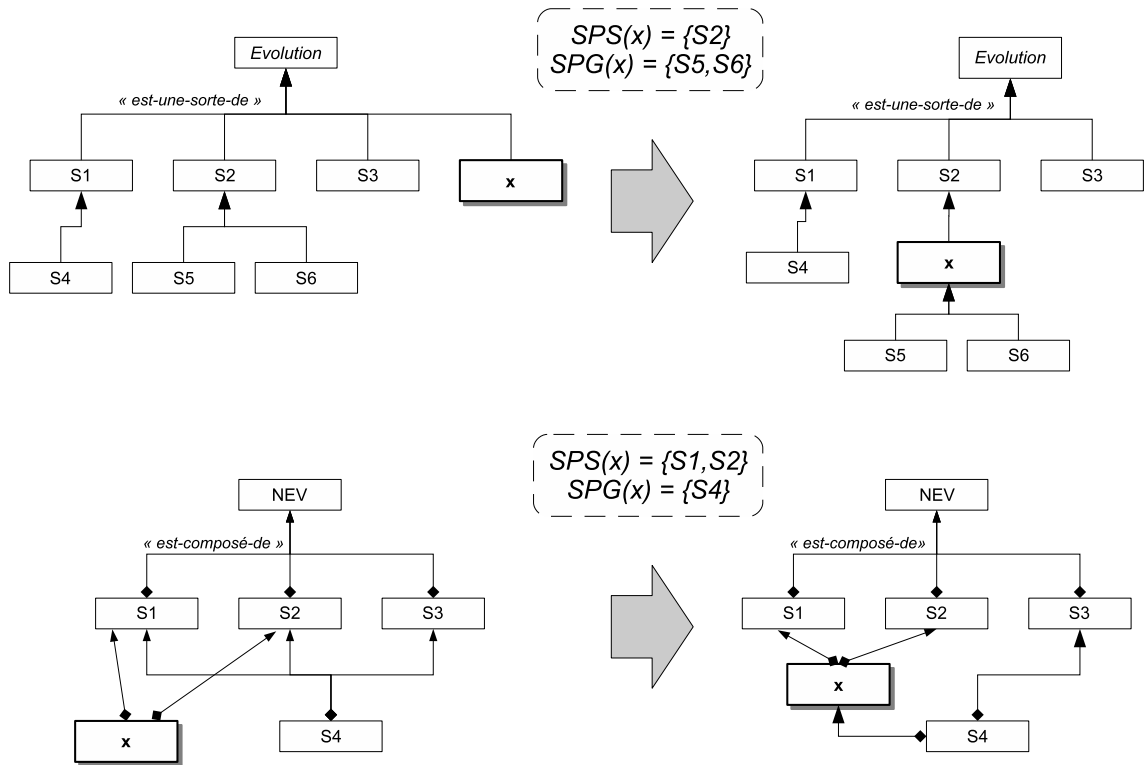 SPS(x) = {S2}
SPG(x) = {S5,S6}
Evolution
« est-une-sorte-de »
S1
S2
S3
x
S4
S5
S6
Evolution
« est-une-sorte-de »
S1
S2
S3
x
S4
S5
S6
SPS(x) = {S1,S2}
SPG(x) = {S4}
NEV
« est-composé-de »
S1
S2
S3
x
S4
NEV
« est-composé-de»
S1
S2
S3
x
S4